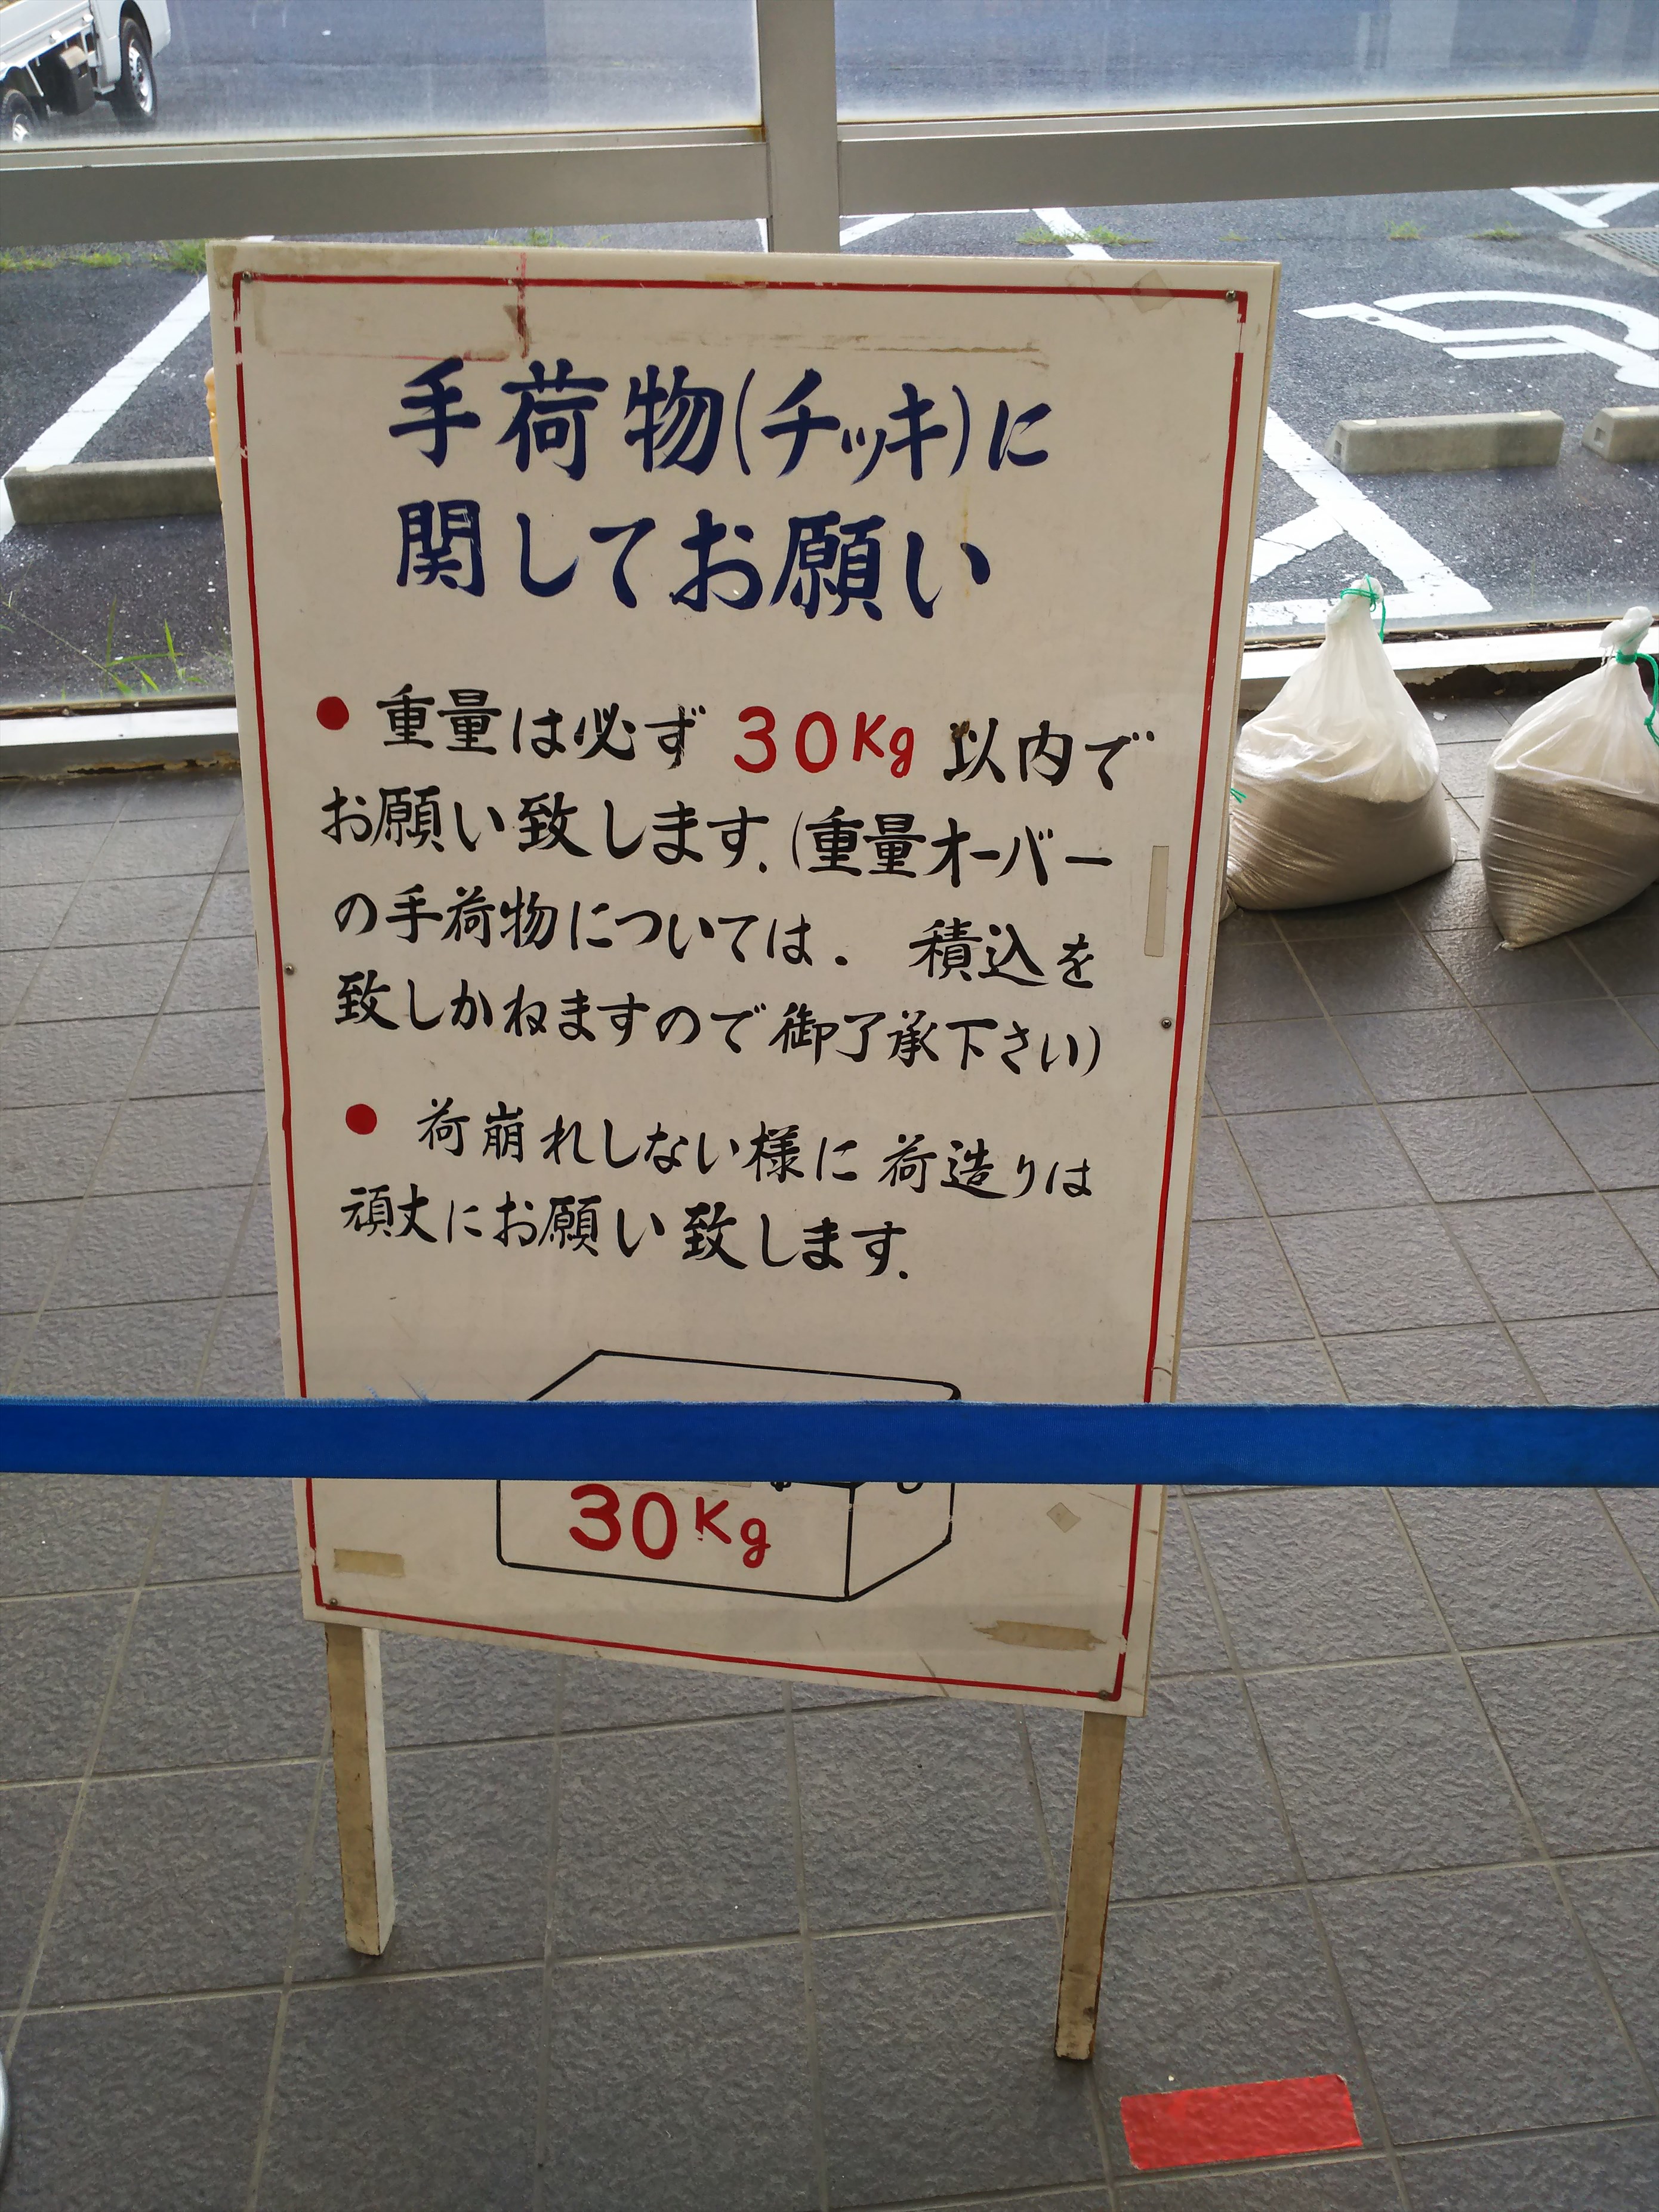 手荷物(チッキ)に
関してお願い
● 重量は必ず 30Kg 以内で
お願い致します.(重量オーバー
の手荷物については. 積込を
致しかねますので御了承下さい)
● 荷崩れしない様に荷造りは
頑丈にお願い致します.
30Kg